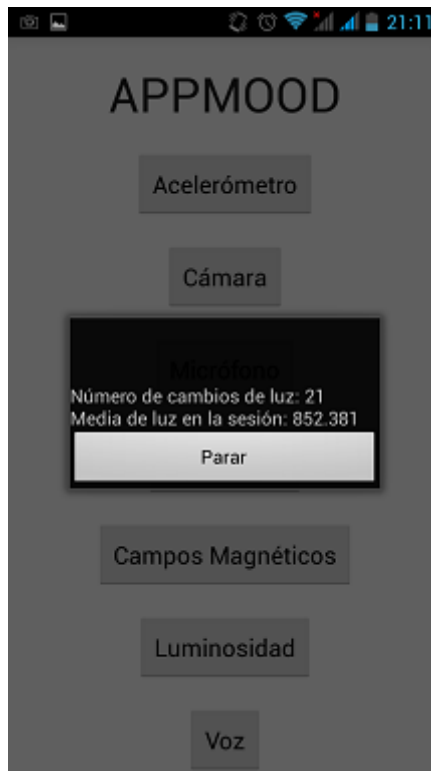 21:11
APPMOOD
Acelerómetro
Cámara
Micrófono
Número de cambios de luz: 21
Media de luz en la sesión: 852.381
Parar
Campos Magnéticos
Luminosidad
Voz